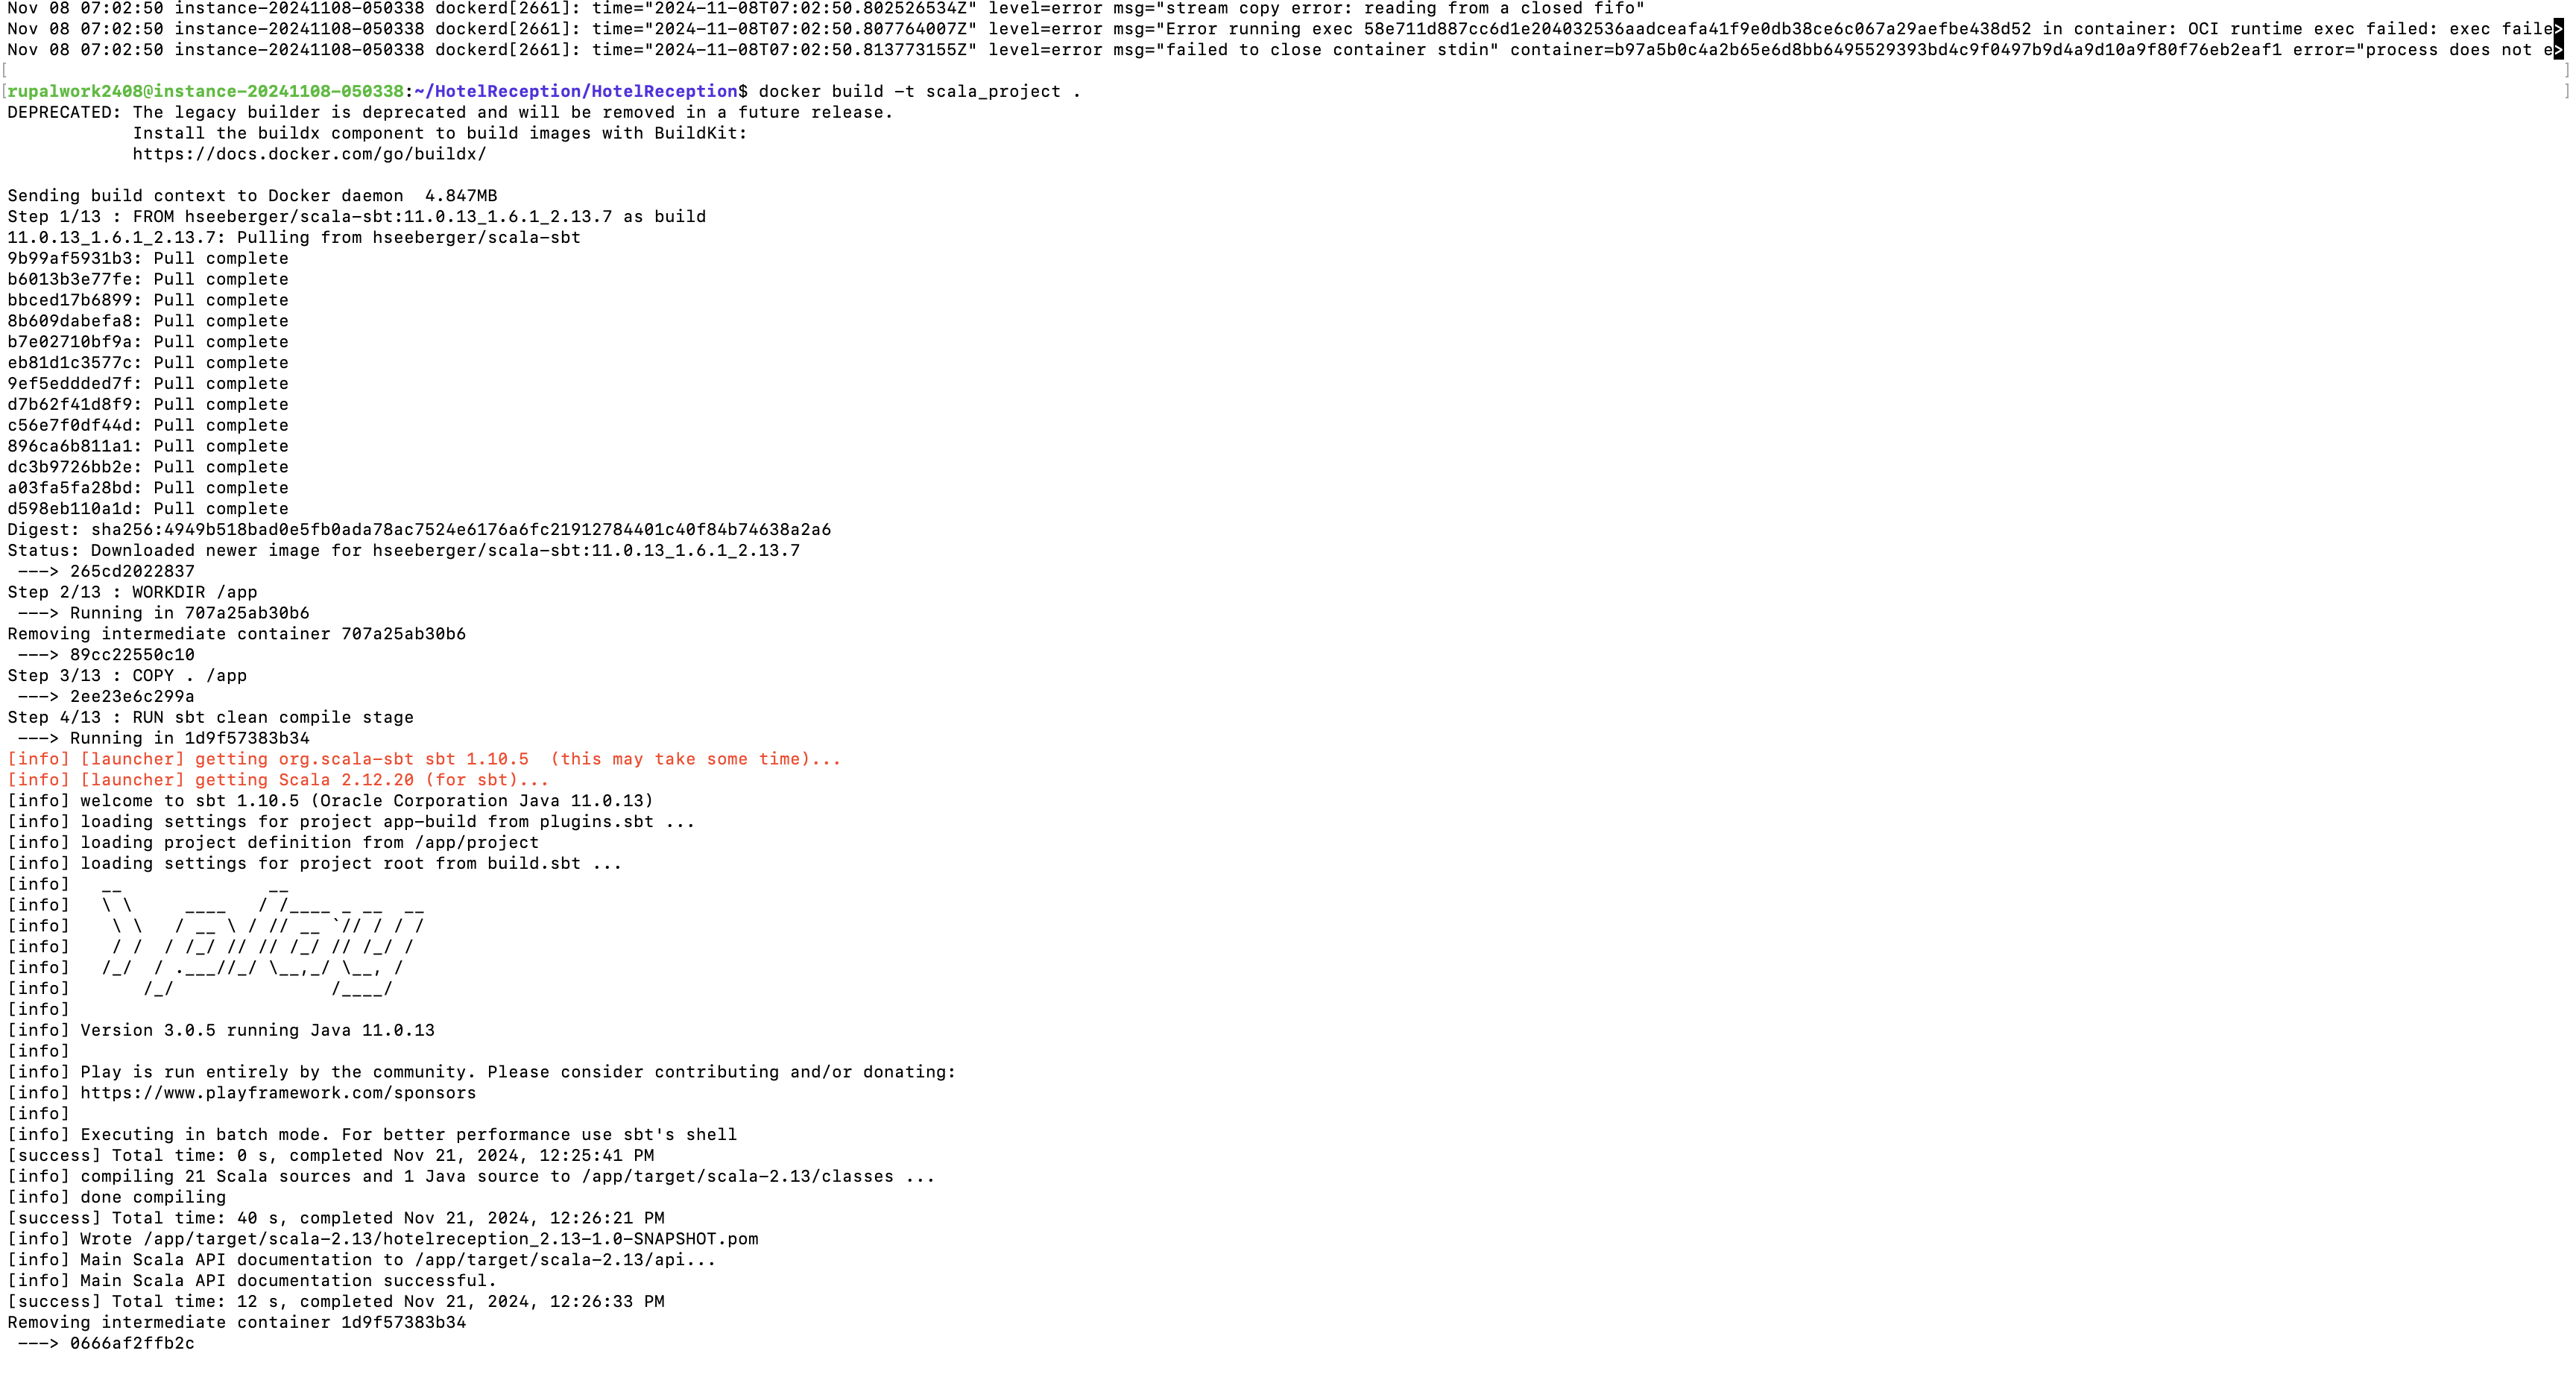 Nov 08 07:02:50 instance-20241108-050338 dockerd[2661]: time="2024-11-08T07:02:50.802526534Z" level=error msg="stream copy error: reading from a closed fifo"
Nov 08 07:02:50 instance-20241108-050338 dockerd[2661]: time="2024-11-08T07:02:50.807764007Z" level=error msg="Error running exec 58e711d887cc6d1e204032536aadceafa41f9e0db38ce6c067a29aefbe438d52 in container: OCI runtime exec failed: exec faile>
Nov 08 07:02:50 instance-20241108-050338 dockerd[2661]: time="2024-11-08T07:02:50.813773155Z" level=error msg="failed to close container stdin" container=b97a5b0c4a2b65e6d8bb6495529393bd4c9f0497b9d4a9d10a9f80f76eb2eaf1 error="process does not e>
[ ]
[rupalwork2408@instance-20241108-050338:~/HotelReception/HotelReception$ docker build -t scala_project . ]
DEPRECATED: The legacy builder is deprecated and will be removed in a future release.
            Install the buildx component to build images with BuildKit:
            https://docs.docker.com/go/buildx/
Sending build context to Docker daemon  4.847MB
Step 1/13 : FROM hseeberger/scala-sbt:11.0.13_1.6.1_2.13.7 as build
11.0.13_1.6.1_2.13.7: Pulling from hseeberger/scala-sbt
9b99af5931b3: Pull complete
b6013b3e77fe: Pull complete
bbced17b6899: Pull complete
8b609dabefa8: Pull complete
b7e02710bf9a: Pull complete
eb81d1c3577c: Pull complete
9ef5eddded7f: Pull complete
d7b62f41d8f9: Pull complete
c56e7f0df44d: Pull complete
896ca6b811a1: Pull complete
dc3b9726bb2e: Pull complete
a03fa5fa28bd: Pull complete
d598eb110a1d: Pull complete
Digest: sha256:4949b518bad0e5fb0ada78ac7524e6176a6fc21912784401c40f84b74638a2a6
Status: Downloaded newer image for hseeberger/scala-sbt:11.0.13_1.6.1_2.13.7
 ---> 265cd2022837
Step 2/13 : WORKDIR /app
 ---> Running in 707a25ab30b6
Removing intermediate container 707a25ab30b6
 ---> 89cc22550c10
Step 3/13 : COPY . /app
 ---> 2ee23e6c299a
Step 4/13 : RUN sbt clean compile stage
 ---> Running in 1d9f57383b34
[info] [launcher] getting org.scala-sbt sbt 1.10.5  (this may take some time)...
[info] [launcher] getting Scala 2.12.20 (for sbt)...
[info] welcome to sbt 1.10.5 (Oracle Corporation Java 11.0.13)
[info] loading settings for project app-build from plugins.sbt ...
[info] loading project definition from /app/project
[info] loading settings for project root from build.sbt ...
[info]   __              __
[info]   \ \     ____   / /____ _ __  __
[info]    \ \   / __ \ / // __ `// / / /
[info]    / /  / /_/ // // /_/ // /_/ /
[info]   /_/  / .___//_/ \__,_/ \__, /
[info]       /_/               /____/
[info]
[info] Version 3.0.5 running Java 11.0.13
[info]
[info] Play is run entirely by the community. Please consider contributing and/or donating:
[info] https://www.playframework.com/sponsors
[info]
[info] Executing in batch mode. For better performance use sbt's shell
[success] Total time: 0 s, completed Nov 21, 2024, 12:25:41 PM
[info] compiling 21 Scala sources and 1 Java source to /app/target/scala-2.13/classes ...
[info] done compiling
[success] Total time: 40 s, completed Nov 21, 2024, 12:26:21 PM
[info] Wrote /app/target/scala-2.13/hotelreception_2.13-1.0-SNAPSHOT.pom
[info] Main Scala API documentation to /app/target/scala-2.13/api...
[info] Main Scala API documentation successful.
[success] Total time: 12 s, completed Nov 21, 2024, 12:26:33 PM
Removing intermediate container 1d9f57383b34
 ---> 0666af2ffb2c